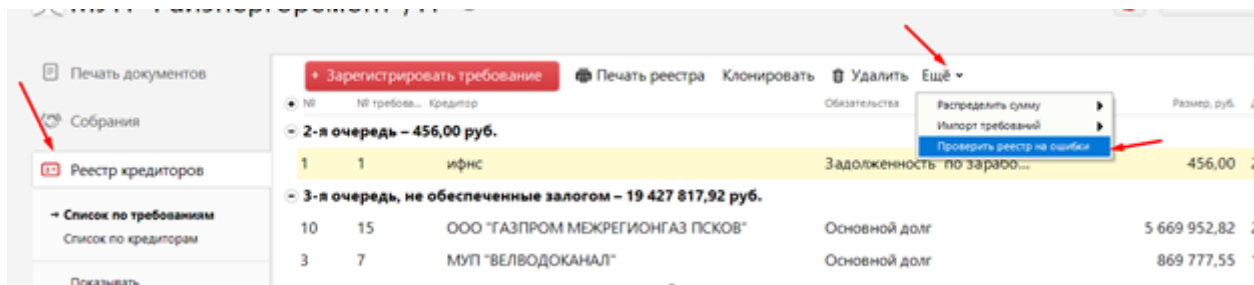 Печать документов
+ Зарегистрировать требование Печать реестра Клонировать Удалить Ещё
№ № требова... Кредитор Обязательства Размер, руб.
Распределить сумму
Импорт требований
Проверить реестр на ошибки
Собрания
2-я очередь – 456,00 руб.
Реестр кредиторов
1 1 ифнс Задолженность по зарабо... 456,00 2
3-я очередь, не обеспеченные залогом – 19 427 817,92 руб.
→ Список по требованиям
Список по кредиторам
10 15 ООО "ГАЗПРОМ МЕЖРЕГИОНГАЗ ПСКОВ" Основной долг 5 669 952,82 2
3 7 МУП "ВЕЛВОДОКАНАЛ" Основной долг 869 777,55 1
Показывать